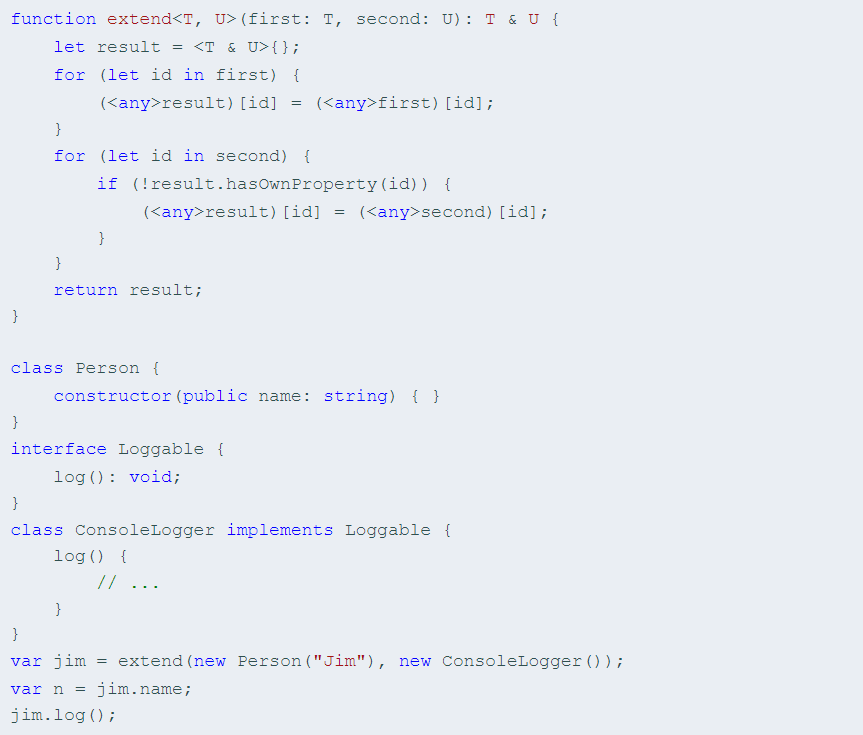 function extend<T, U>(first: T, second: U): T & U {
    let result = <T & U>{};
    for (let id in first) {
        (<any>result)[id] = (<any>first)[id];
    }
    for (let id in second) {
        if (!result.hasOwnProperty(id)) {
            (<any>result)[id] = (<any>second)[id];
        }
    }
    return result;
}

class Person {
    constructor(public name: string) { }
}
interface Loggable {
    log(): void;
}
class ConsoleLogger implements Loggable {
    log() {
        // ...
    }
}
var jim = extend(new Person("Jim"), new ConsoleLogger());
var n = jim.name;
jim.log();